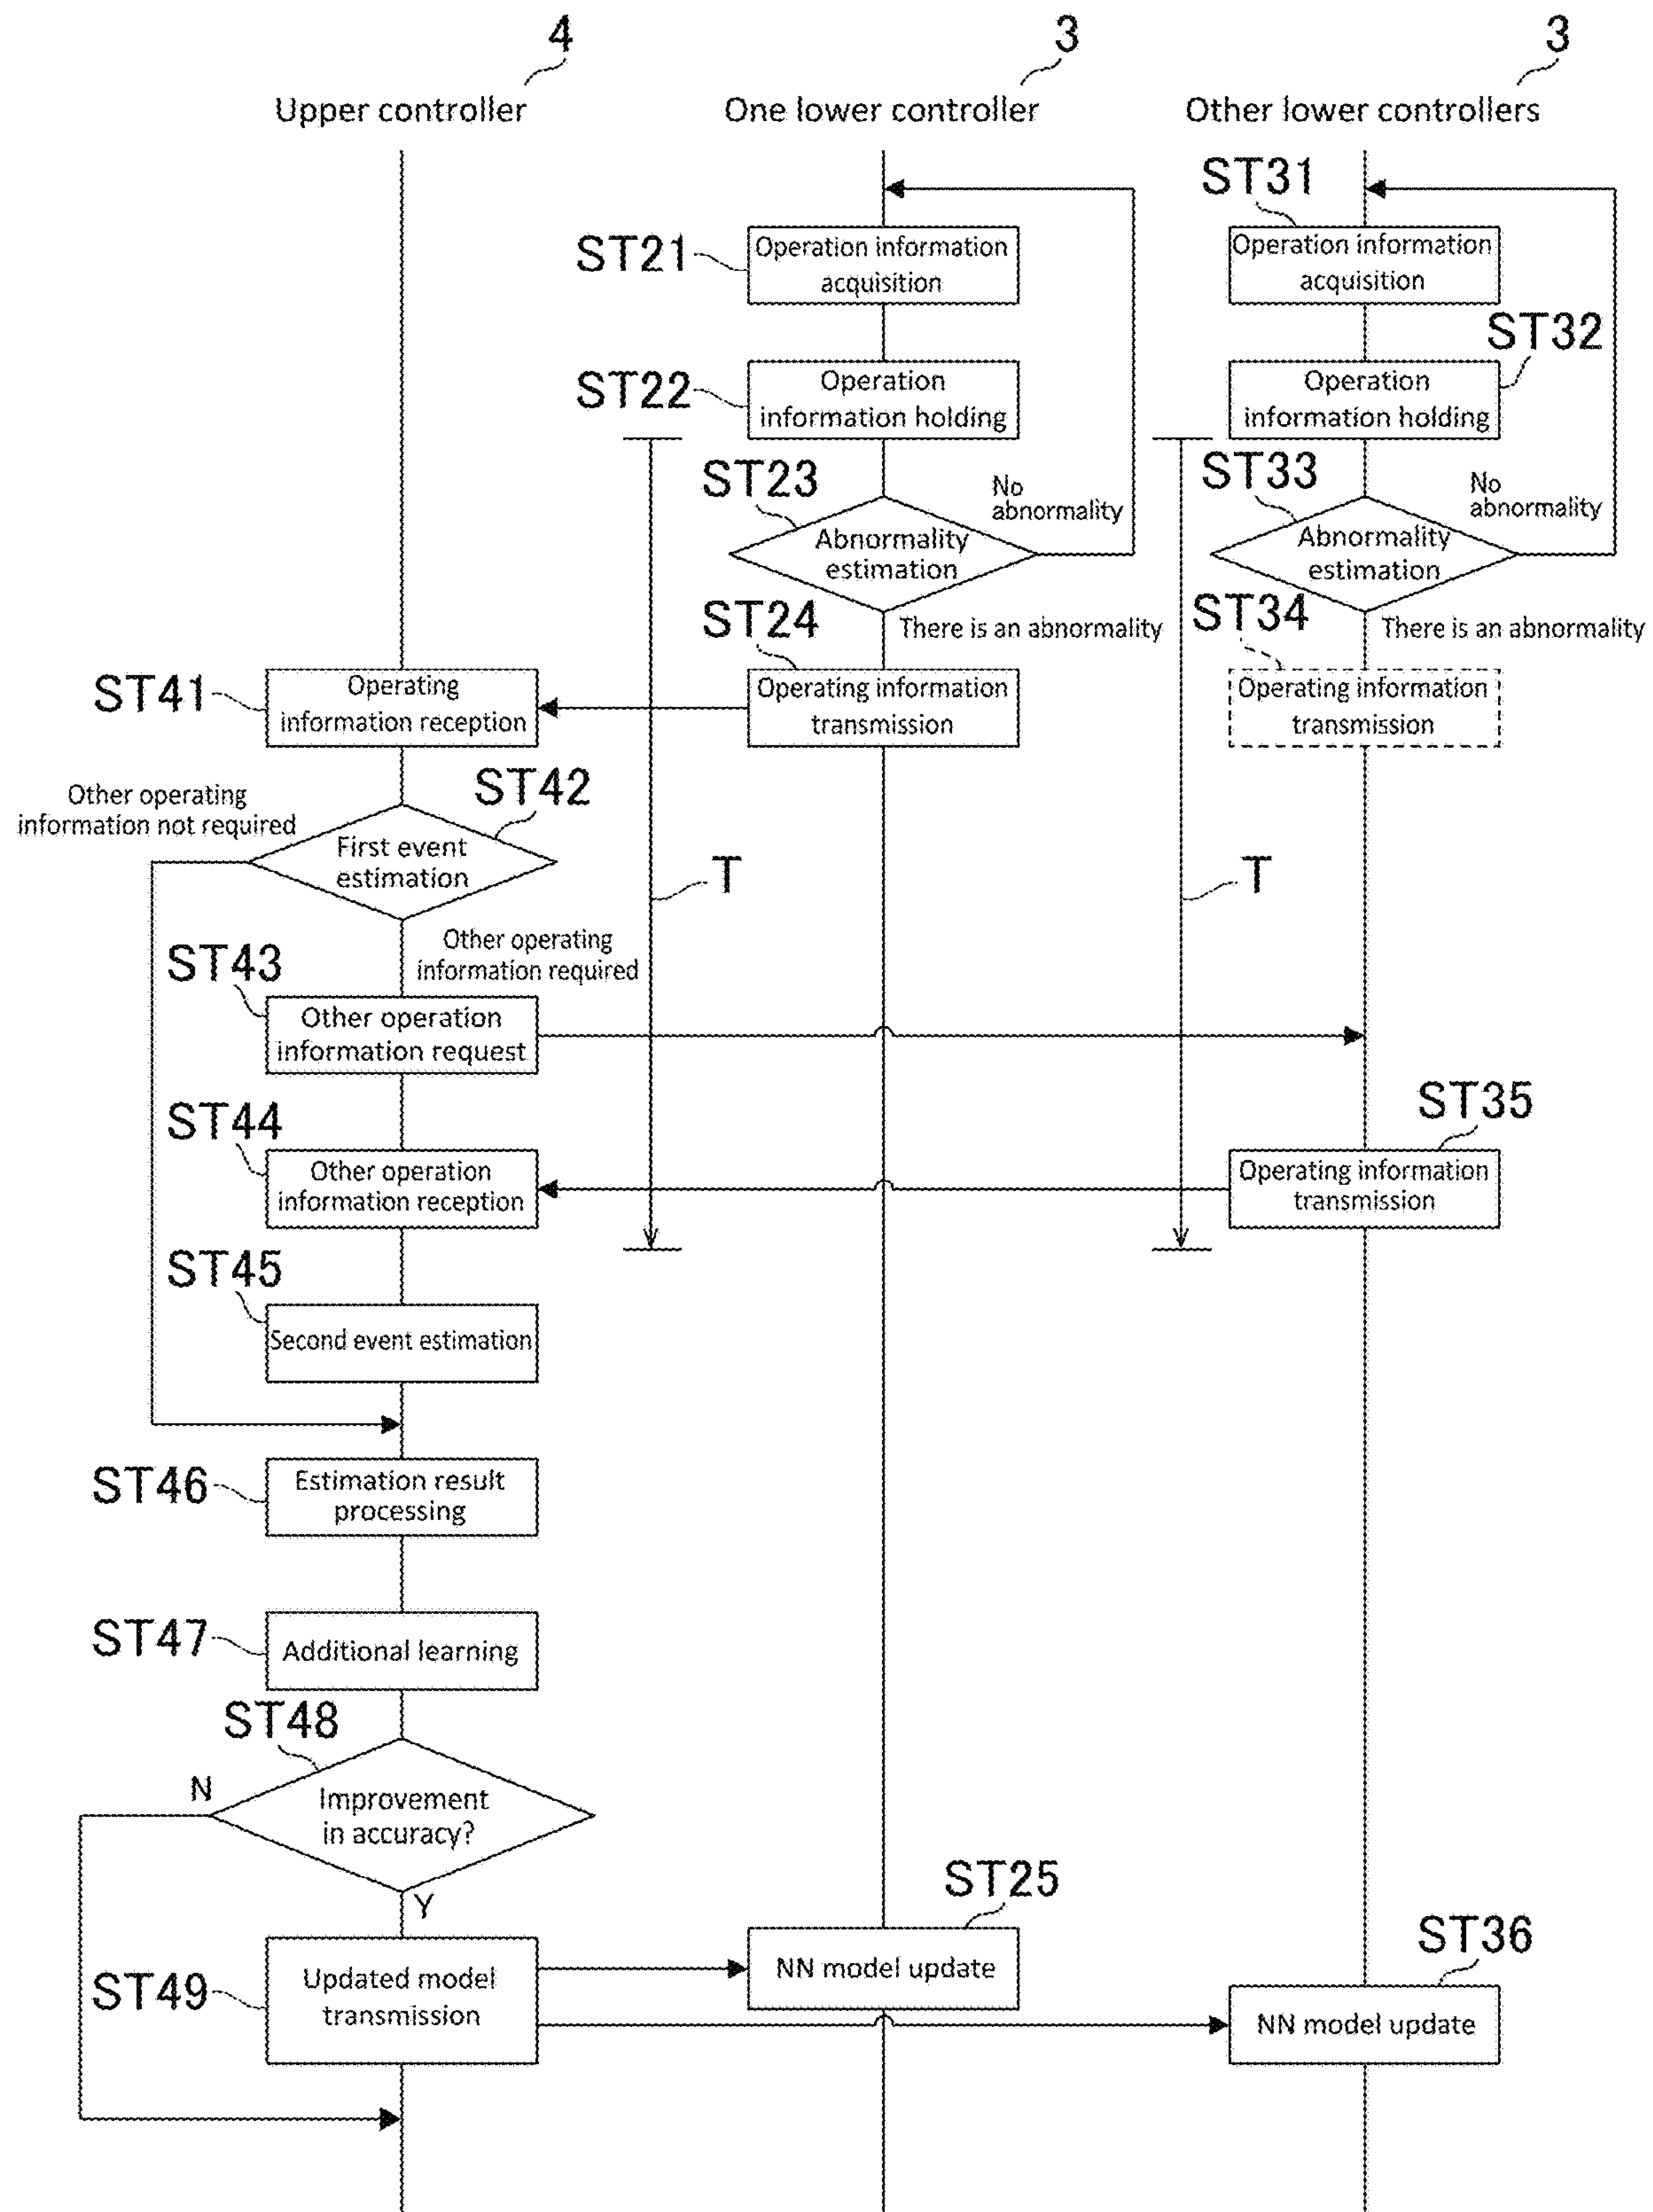 4
3
3
Upper controller
One lower controller
Other lower controllers
ST31
ST21
Operation information
acquisition
Operation information
acquisition
ST32
ST22
Operation
information holding
Operation
information holding
ST23
No
abnormality
ST33
No
abnormality
Abnormality
estimation
Abnormality
estimation
ST24
There is an abnormality
ST34
There is an abnormality
ST41
Operating
information reception
Operating information
transmission
Operating information
transmission
Other operating
information not required
ST42
First event
estimation
T
T
Other operating
information required
ST43
Other operation
information request
ST44
ST35
Other operation
information reception
Operating information
transmission
ST45
Second event estimation
ST46
Estimation result
processing
ST47
Additional learning
ST48
N
Improvement
in accuracy?
Y
ST25
ST36
ST49
Updated model
transmission
NN model update
NN model update